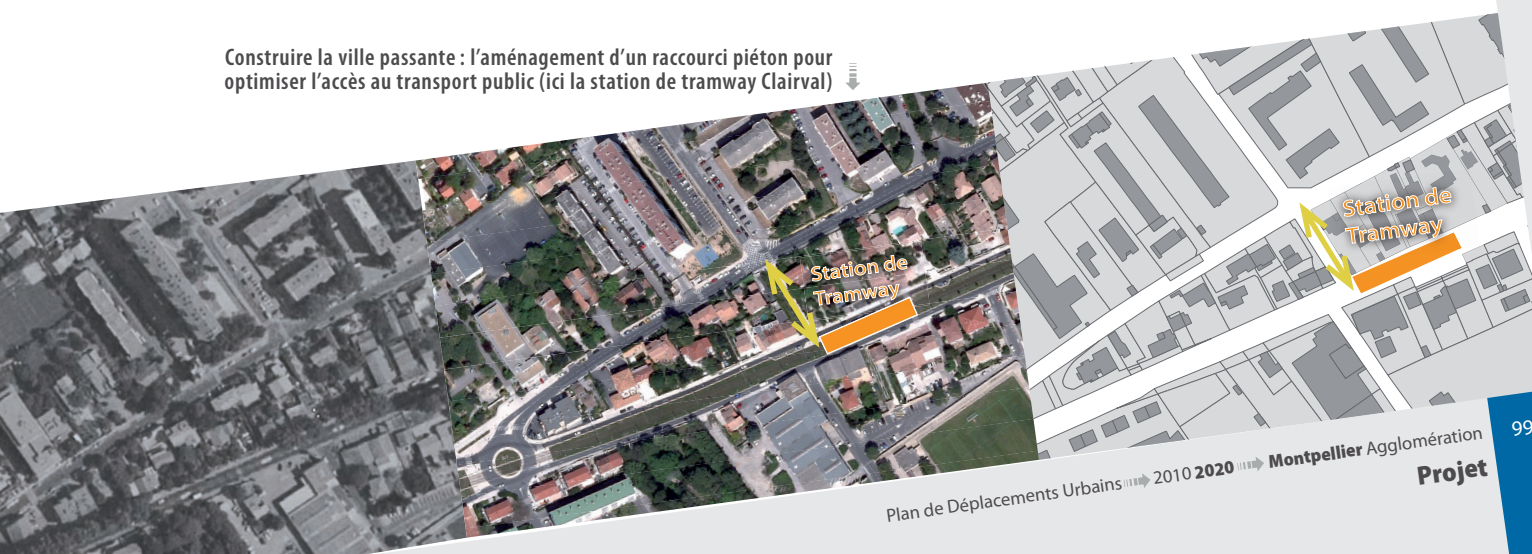 Construire la ville passante : l’aménagement d’un raccourci piéton pour
optimiser l’accès au transport public (ici la station de tramway Clairval)
Station de
Tramway
Station de
Tramway
Plan de Déplacements Urbains 2010 2020 Montpellier Agglomération
Projet
99